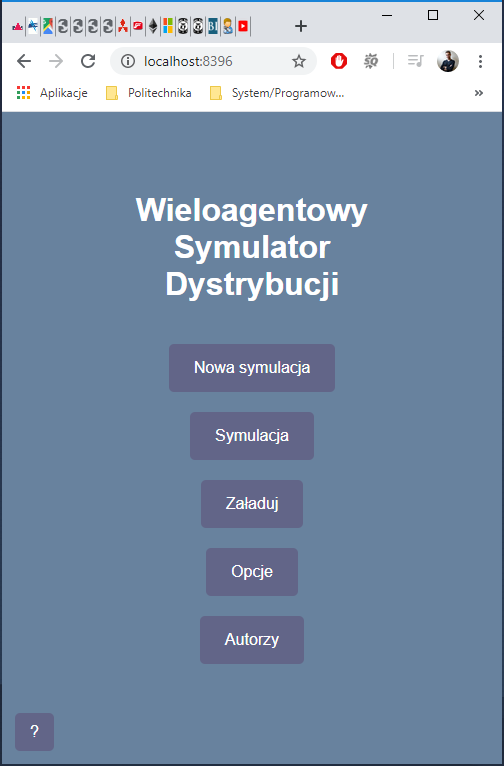 localhost:8396
Aplikacje Politechnika System/Programow...
Wieloagentowy
Symulator
Dystrybucji
Nowa symulacja
Symulacja
Załaduj
Opcje
Autorzy
?